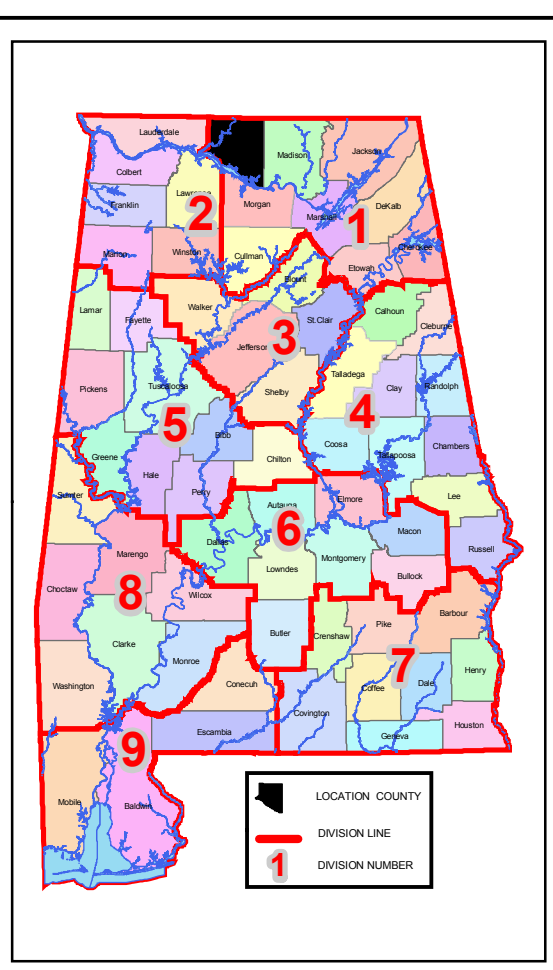 Lauderdale
Madison
Jackson
Colbert
Lawrence
DeKalb
Franklin
Morgan
Marshall
2
1
Marion
Winston
Cullman
Cherokee
Etowah
Blount
Lamar
Fayette
Walker
St.Clair
Calhoun
Cleburne
Jefferson
3
Talladega
Pickens
Tuscaloosa
Shelby
Clay
Randolph
4
5
Bibb
Greene
Coosa
Tallapoosa
Chambers
Hale
Chilton
Sumter
Perry
Autauga
Elmore
Lee
6
Macon
Dallas
Marengo
Montgomery
Russell
Lowndes
Bullock
Choctaw
8
Wilcox
Barbour
Pike
Butler
Crenshaw
Clarke
7
Monroe
Henry
Washington
Conecuh
Coffee
Dale
Covington
Houston
Escambia
Geneva
9
Mobile
Baldwin
LOCATION COUNTY
DIVISION LINE
1 DIVISION NUMBER